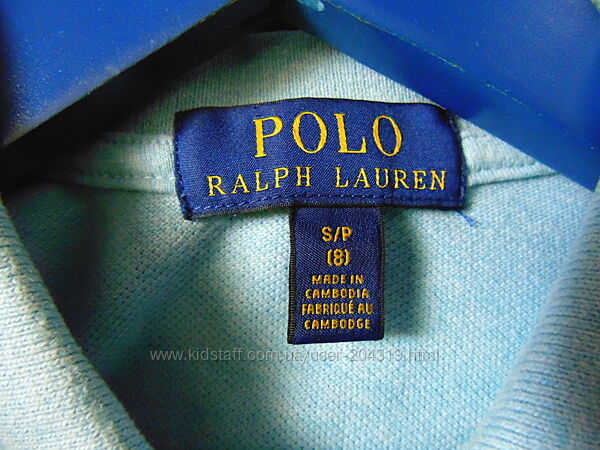 POLO
RALPH LAUREN
S/P
(8)
MADE IN
CAMBODIA
FABRIQUÉ AU
CAMBODGE
www.kidstaff.com.ua/user-204319.html